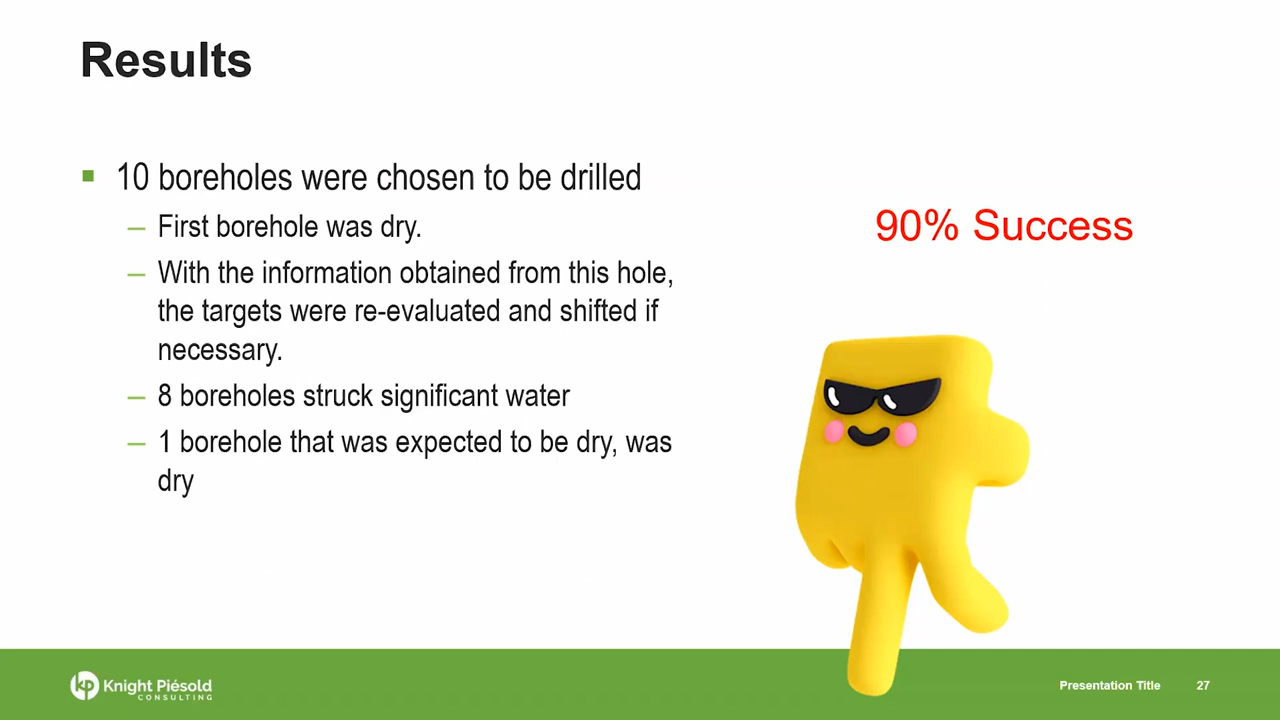 Results
10 boreholes were chosen to be drilled
– First borehole was dry.
– With the information obtained from this hole,
the targets were re-evaluated and shifted if
necessary.
– 8 boreholes struck significant water
– 1 borehole that was expected to be dry, was
dry
90% Success
kp Knight Piésold
CONSULTING
Presentation Title 27